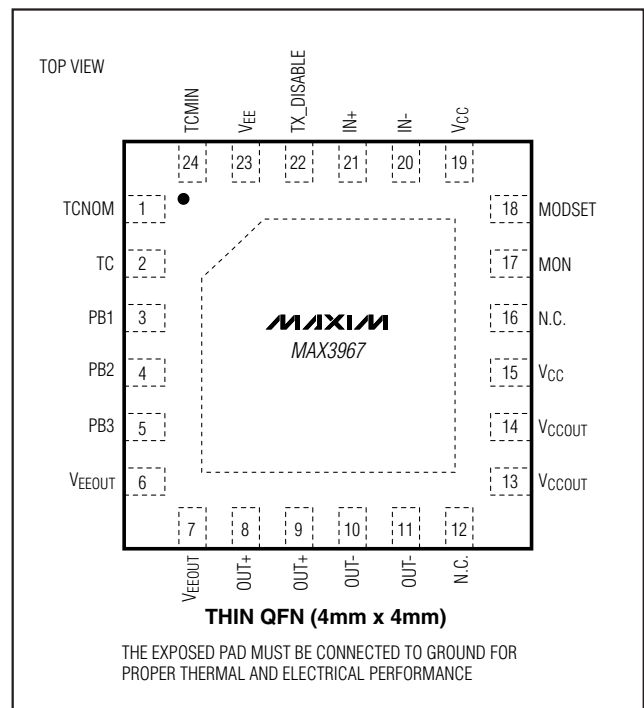 TOP VIEW
TCMIN
VEE
TX_DISABLE
IN+
IN-
VCC
24
23
22
21
20
19
TCNOM 1
TC 2
PB1 3
PB2 4
PB3 5
VEEOUT 6
18 MODSET
17 MON
16 N.C.
15 VCC
14 VCCOUT
13 VCCOUT
MAXIM
MAX3967
7
8
9
10
11
12
VEEOUT
OUT+
OUT+
OUT-
OUT-
N.C.
THIN QFN (4mm x 4mm)
THE EXPOSED PAD MUST BE CONNECTED TO GROUND FOR
PROPER THERMAL AND ELECTRICAL PERFORMANCE